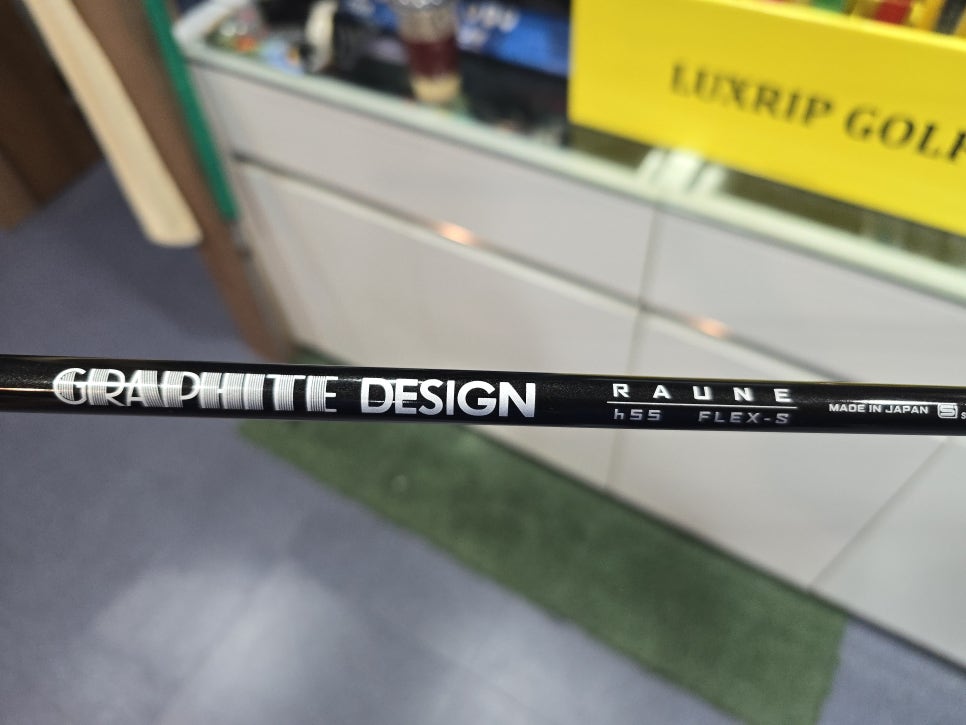 LUXRIP GOLF
GRAPHITE DESIGN
RAUNE
h55 FLEX-S
MADE IN JAPAN